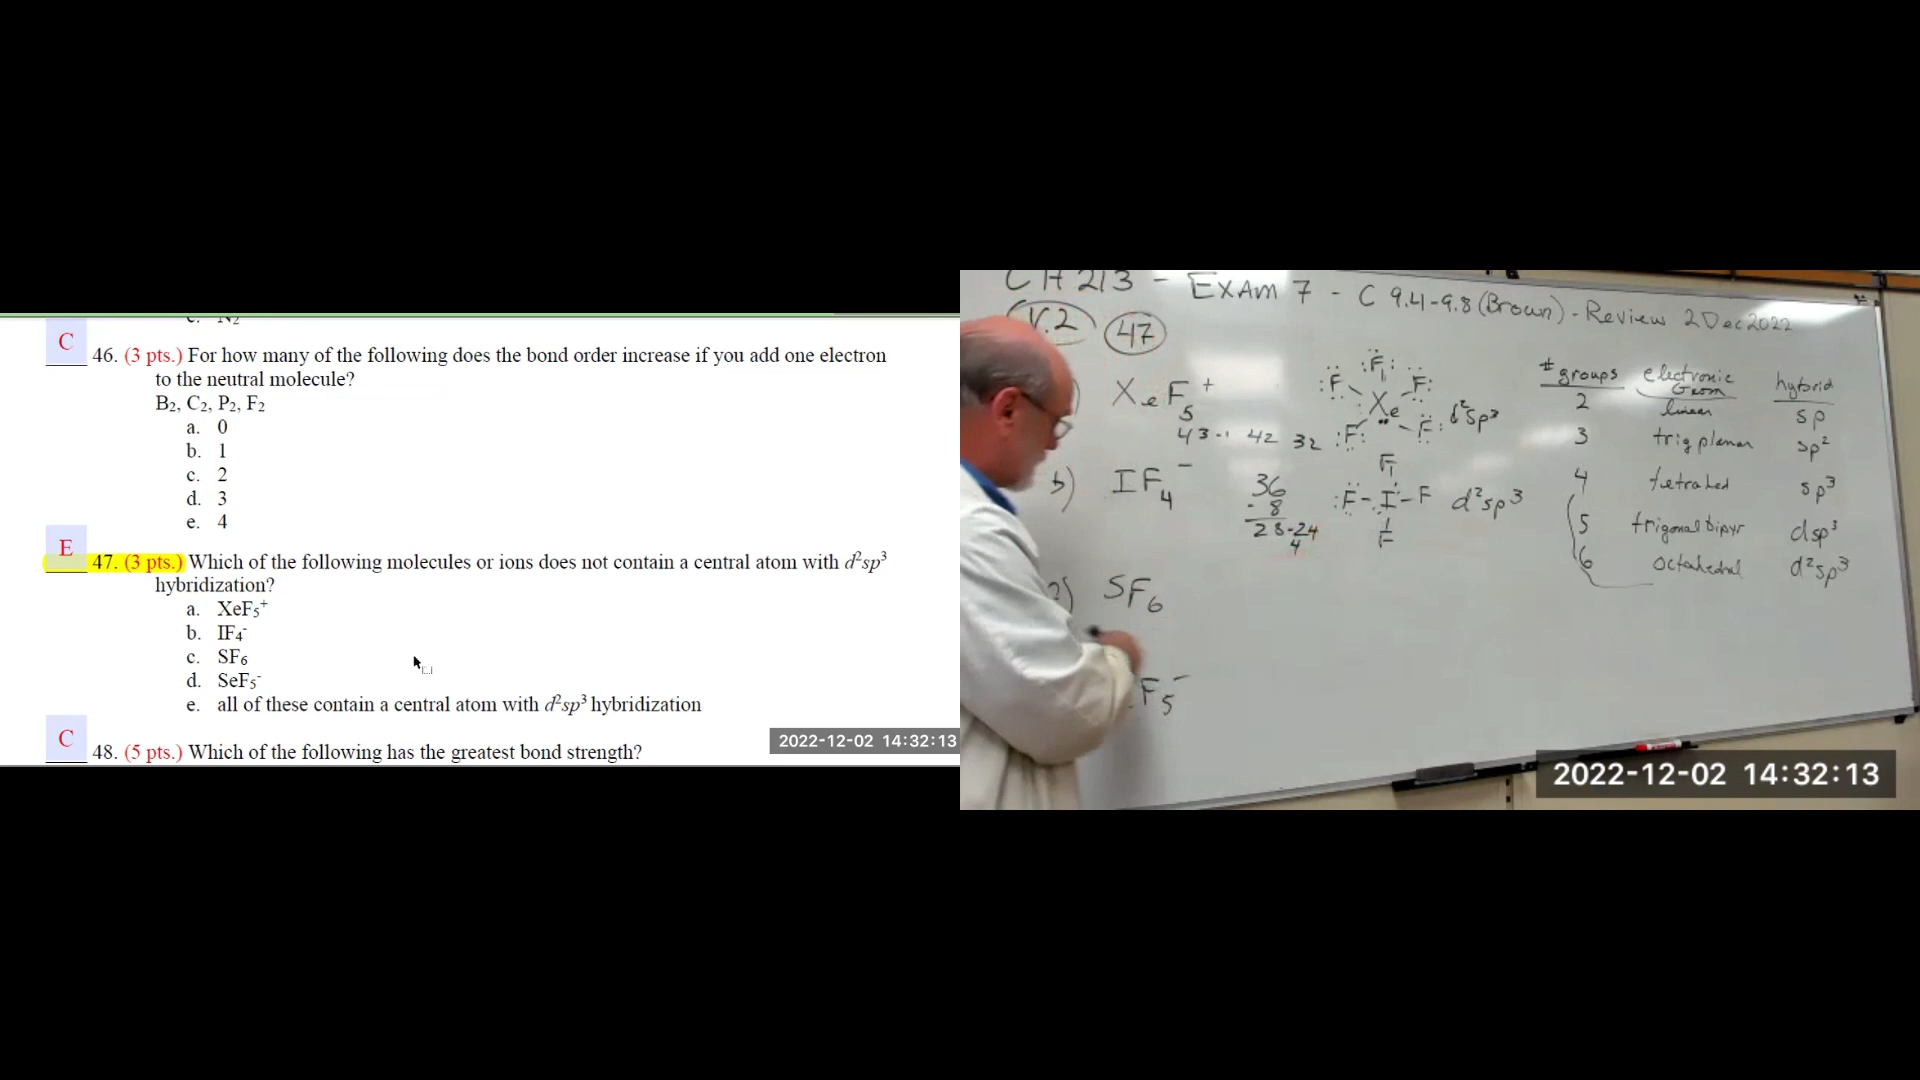 C
46. (3 pts.) For how many of the following does the bond order increase if you add one electron
to the neutral molecule?
B2, C2, P2, F2
a. 0
b. 1
c. 2
d. 3
e. 4
E
47. (3 pts.) Which of the following molecules or ions does not contain a central atom with d²sp³
hybridization?
a. XeF5⁺
b. IF4⁻
c. SF6
d. SeF5⁻
e. all of these contain a central atom with d²sp³ hybridization
C
48. (5 pts.) Which of the following has the greatest bond strength?
2022-12-02 14:32:13
CH 213 - EXAM 7 - C 9.4-9.8 (Brown) - Review 2 Dec 2022
V.2 47
XeF5⁺
43-1 42 32
:F: F: F:
Xe
:F: F: d²sp³
b) IF4⁻
36
- 8
28-24
4
F
:F-I-F d²sp³
F
SF6
F5⁻
# groups electronic Geom hybrid
2 linear sp
3 trig planar sp²
4 tetrahed sp³
5 trigonal bipyr dsp³
6 octahedral d²sp³
2022-12-02 14:32:13